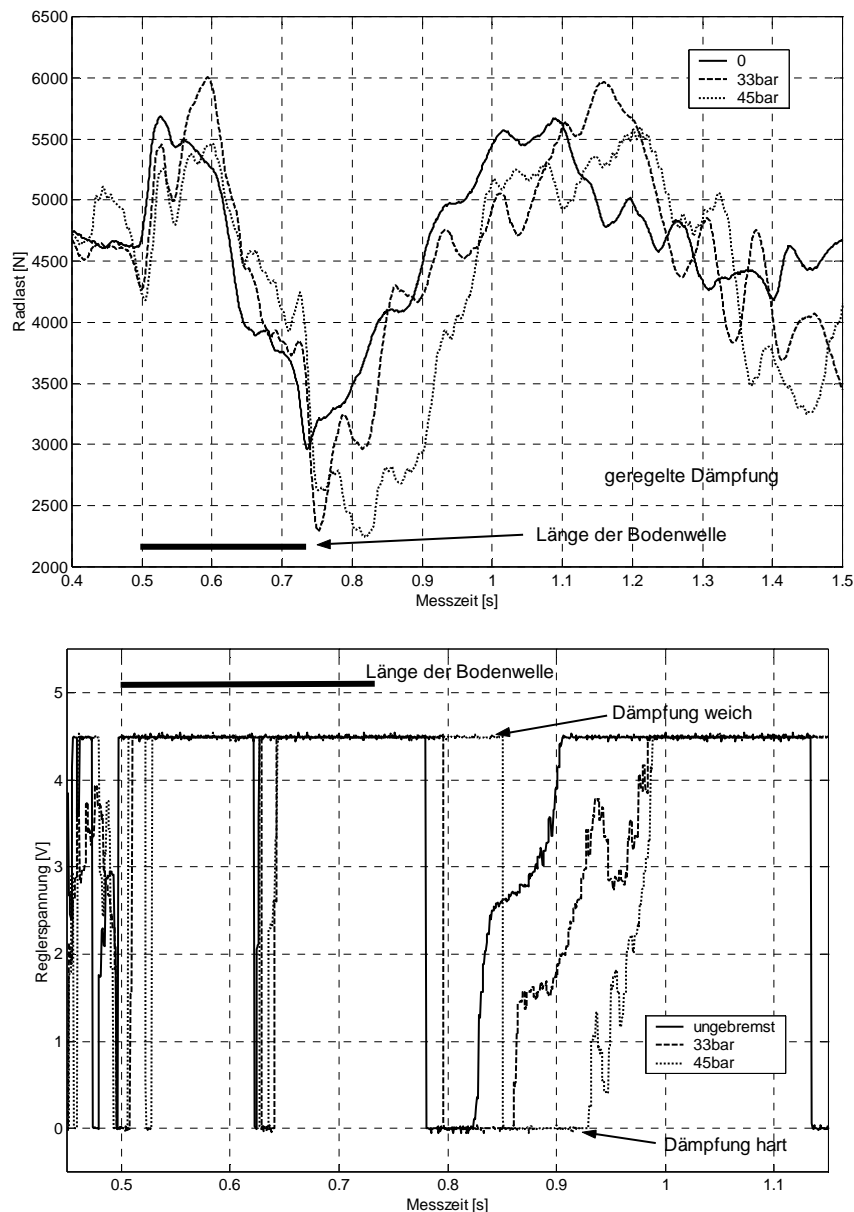 6500
6000
5500
5000
4500
4000
3500
3000
2500
2000
Radlast [N]
0
33bar
45bar
geregelte Dämpfung
Länge der Bodenwelle
0.4 0.5 0.6 0.7 0.8 0.9 1 1.1 1.2 1.3 1.4 1.5
Messzeit [s]
5
4
3
2
1
0
Reglerspannung [V]
Länge der Bodenwelle
Dämpfung weich
ungebremst
33bar
45bar
Dämpfung hart
0.5 0.6 0.7 0.8 0.9 1 1.1
Messzeit [s]